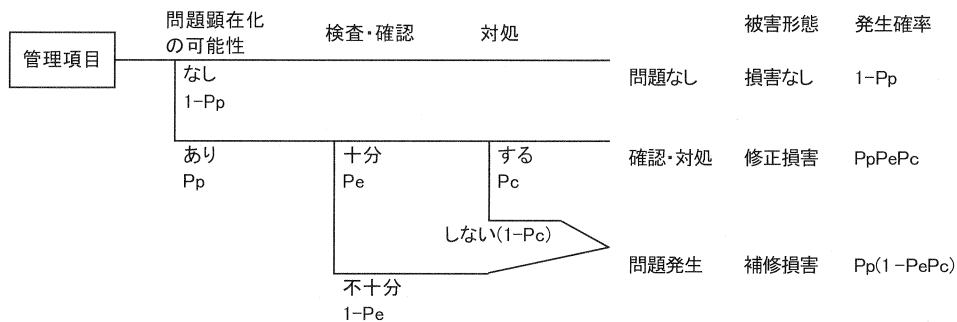 問題顕在化
の可能性
検査・確認
対処
被害形態
発生確率
管理項目
なし
1-Pp
問題なし
損害なし
1-Pp
あり
Pp
十分
Pe
する
Pc
確認・対処
修正損害
PpPePc
しない(1-Pc)
問題発生
補修損害
Pp(1-PePc)
不十分
1-Pe